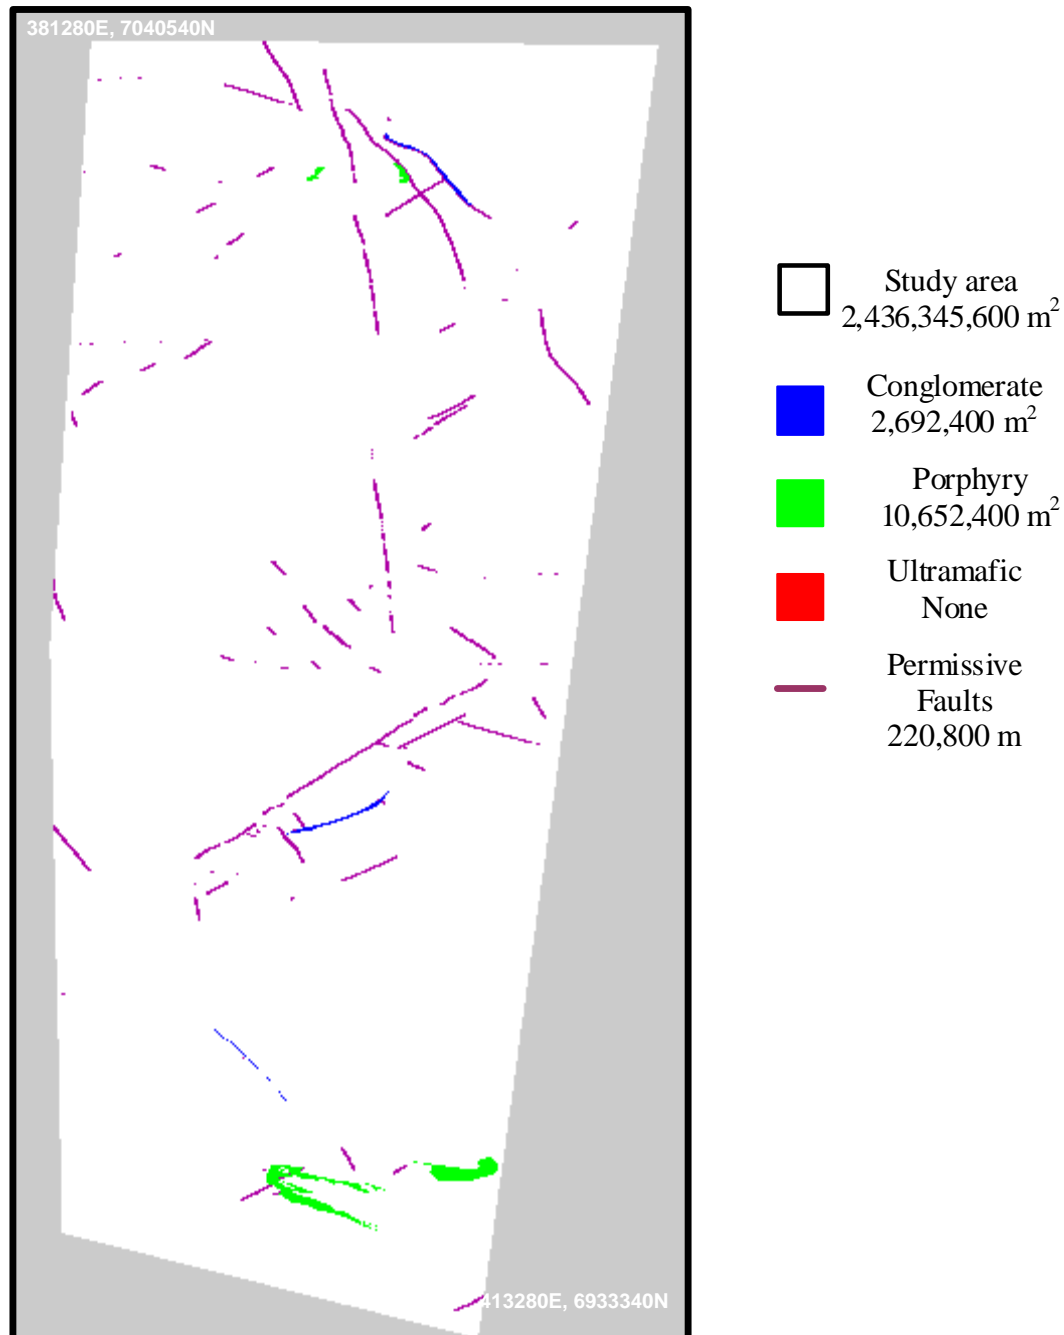 381280E, 7040540N
Study area
2,436,345,600 m²
Conglomerate
2,692,400 m²
Porphyry
10,652,400 m²
Ultramafic
None
Permissive
Faults
220,800 m
413280E, 6933340N